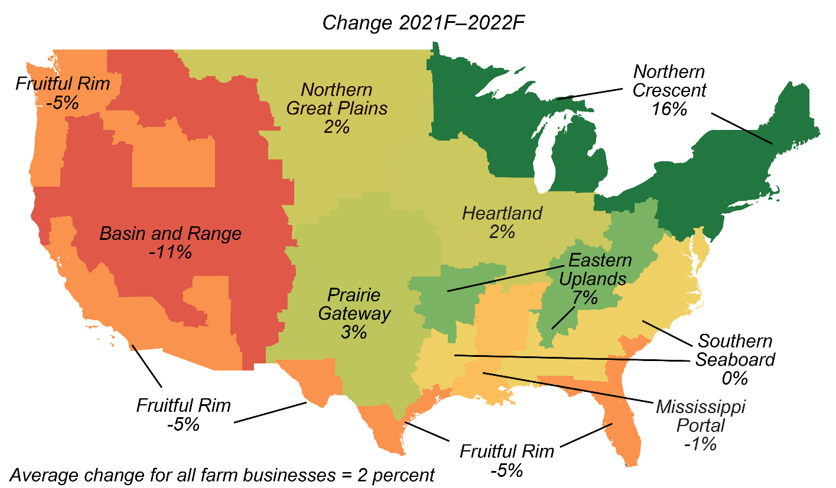 Change 2021F–2022F
Fruitful Rim
-5%
Northern
Great Plains
2%
Northern
Crescent
16%
Basin and Range
-11%
Heartland
2%
Eastern
Uplands
7%
Prairie
Gateway
3%
Southern
Seaboard
0%
Fruitful Rim
-5%
Mississippi
Portal
-1%
Fruitful Rim
-5%
Average change for all farm businesses = 2 percent